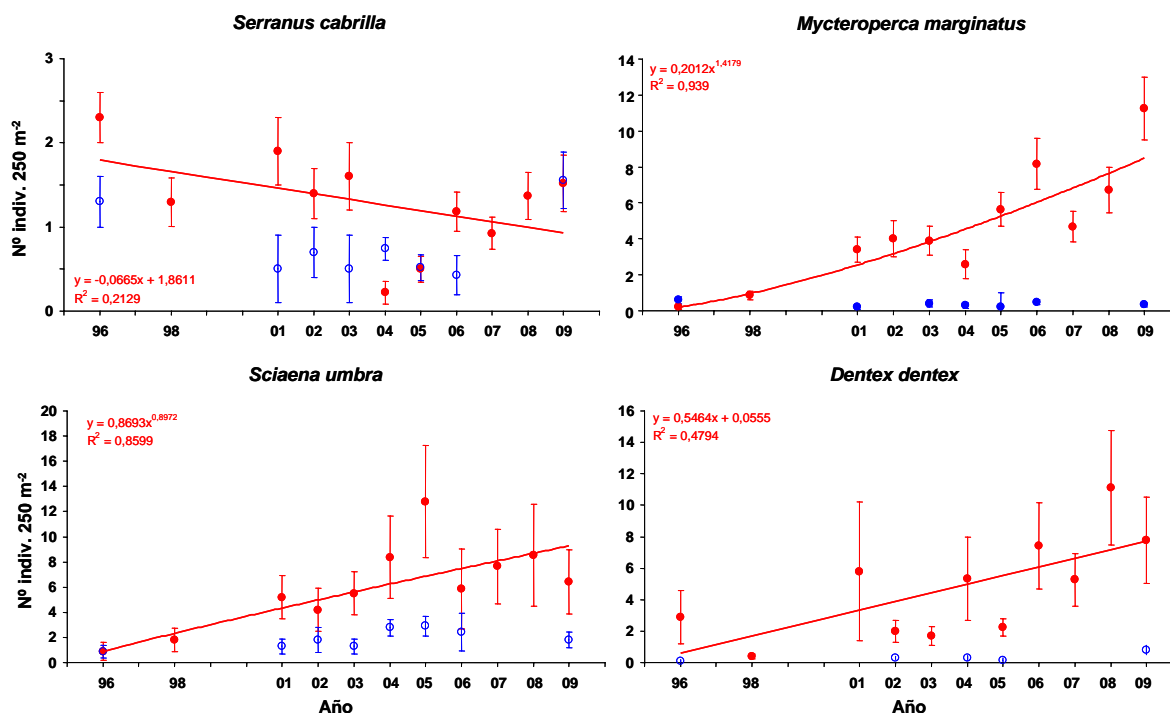 Serranus cabrilla
Nº indiv. 250 m⁻²
3
2
1
0
y = -0,0665x + 1,8611
R² = 0,2129
96 98 01 02 03 04 05 06 07 08 09
Mycteroperca marginatus
14
12
10
8
6
4
2
0
y = 0,2012x^1,4179
R² = 0,939
96 98 01 02 03 04 05 06 07 08 09
Sciaena umbra
Nº indiv. 250 m⁻²
20
18
16
14
12
10
8
6
4
2
0
y = 0,8693x^0,8972
R² = 0,8599
96 98 01 02 03 04 05 06 07 08 09
Año
Dentex dentex
16
14
12
10
8
6
4
2
0
y = 0,5464x + 0,0555
R² = 0,4794
96 98 01 02 03 04 05 06 07 08 09
Año